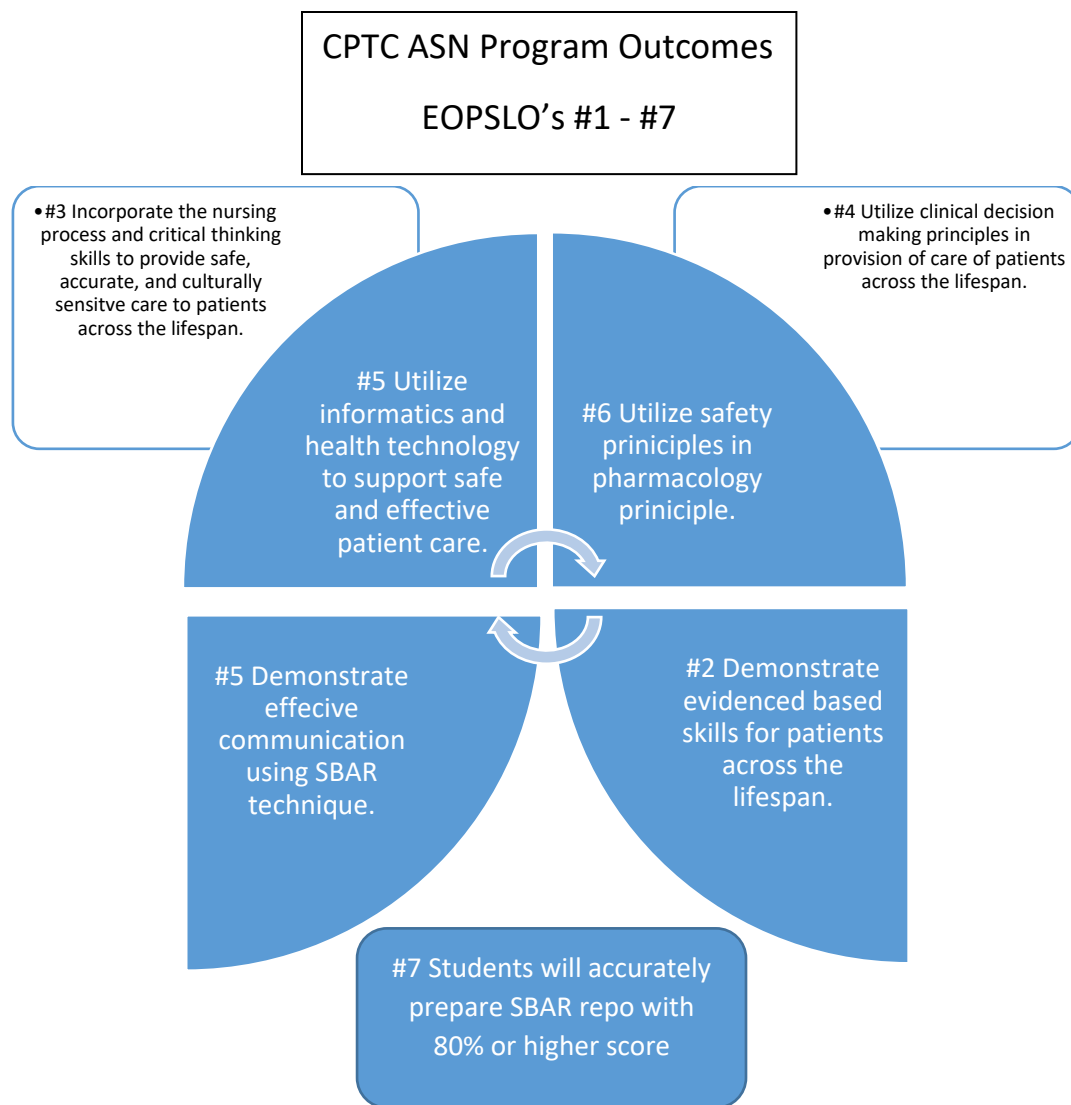 CPTC ASN Program Outcomes
EOPSLO’s #1 - #7
•#3 Incorporate the nursing
process and critical thinking
skills to provide safe,
accurate, and culturally
sensitve care to patients
across the lifespan.
•#4 Utilize clinical decision
making principles in
provision of care of patients
across the lifespan.
#5 Utilize
informatics and
health technology
to support safe
and effective
patient care.
#6 Utilize safety
priniciples in
pharmacology
priniciple.
#5 Demonstrate
effecive
communication
using SBAR
technique.
#2 Demonstrate
evidenced based
skills for patients
across the
lifespan.
#7 Students will accurately
prepare SBAR repo with
80% or higher score